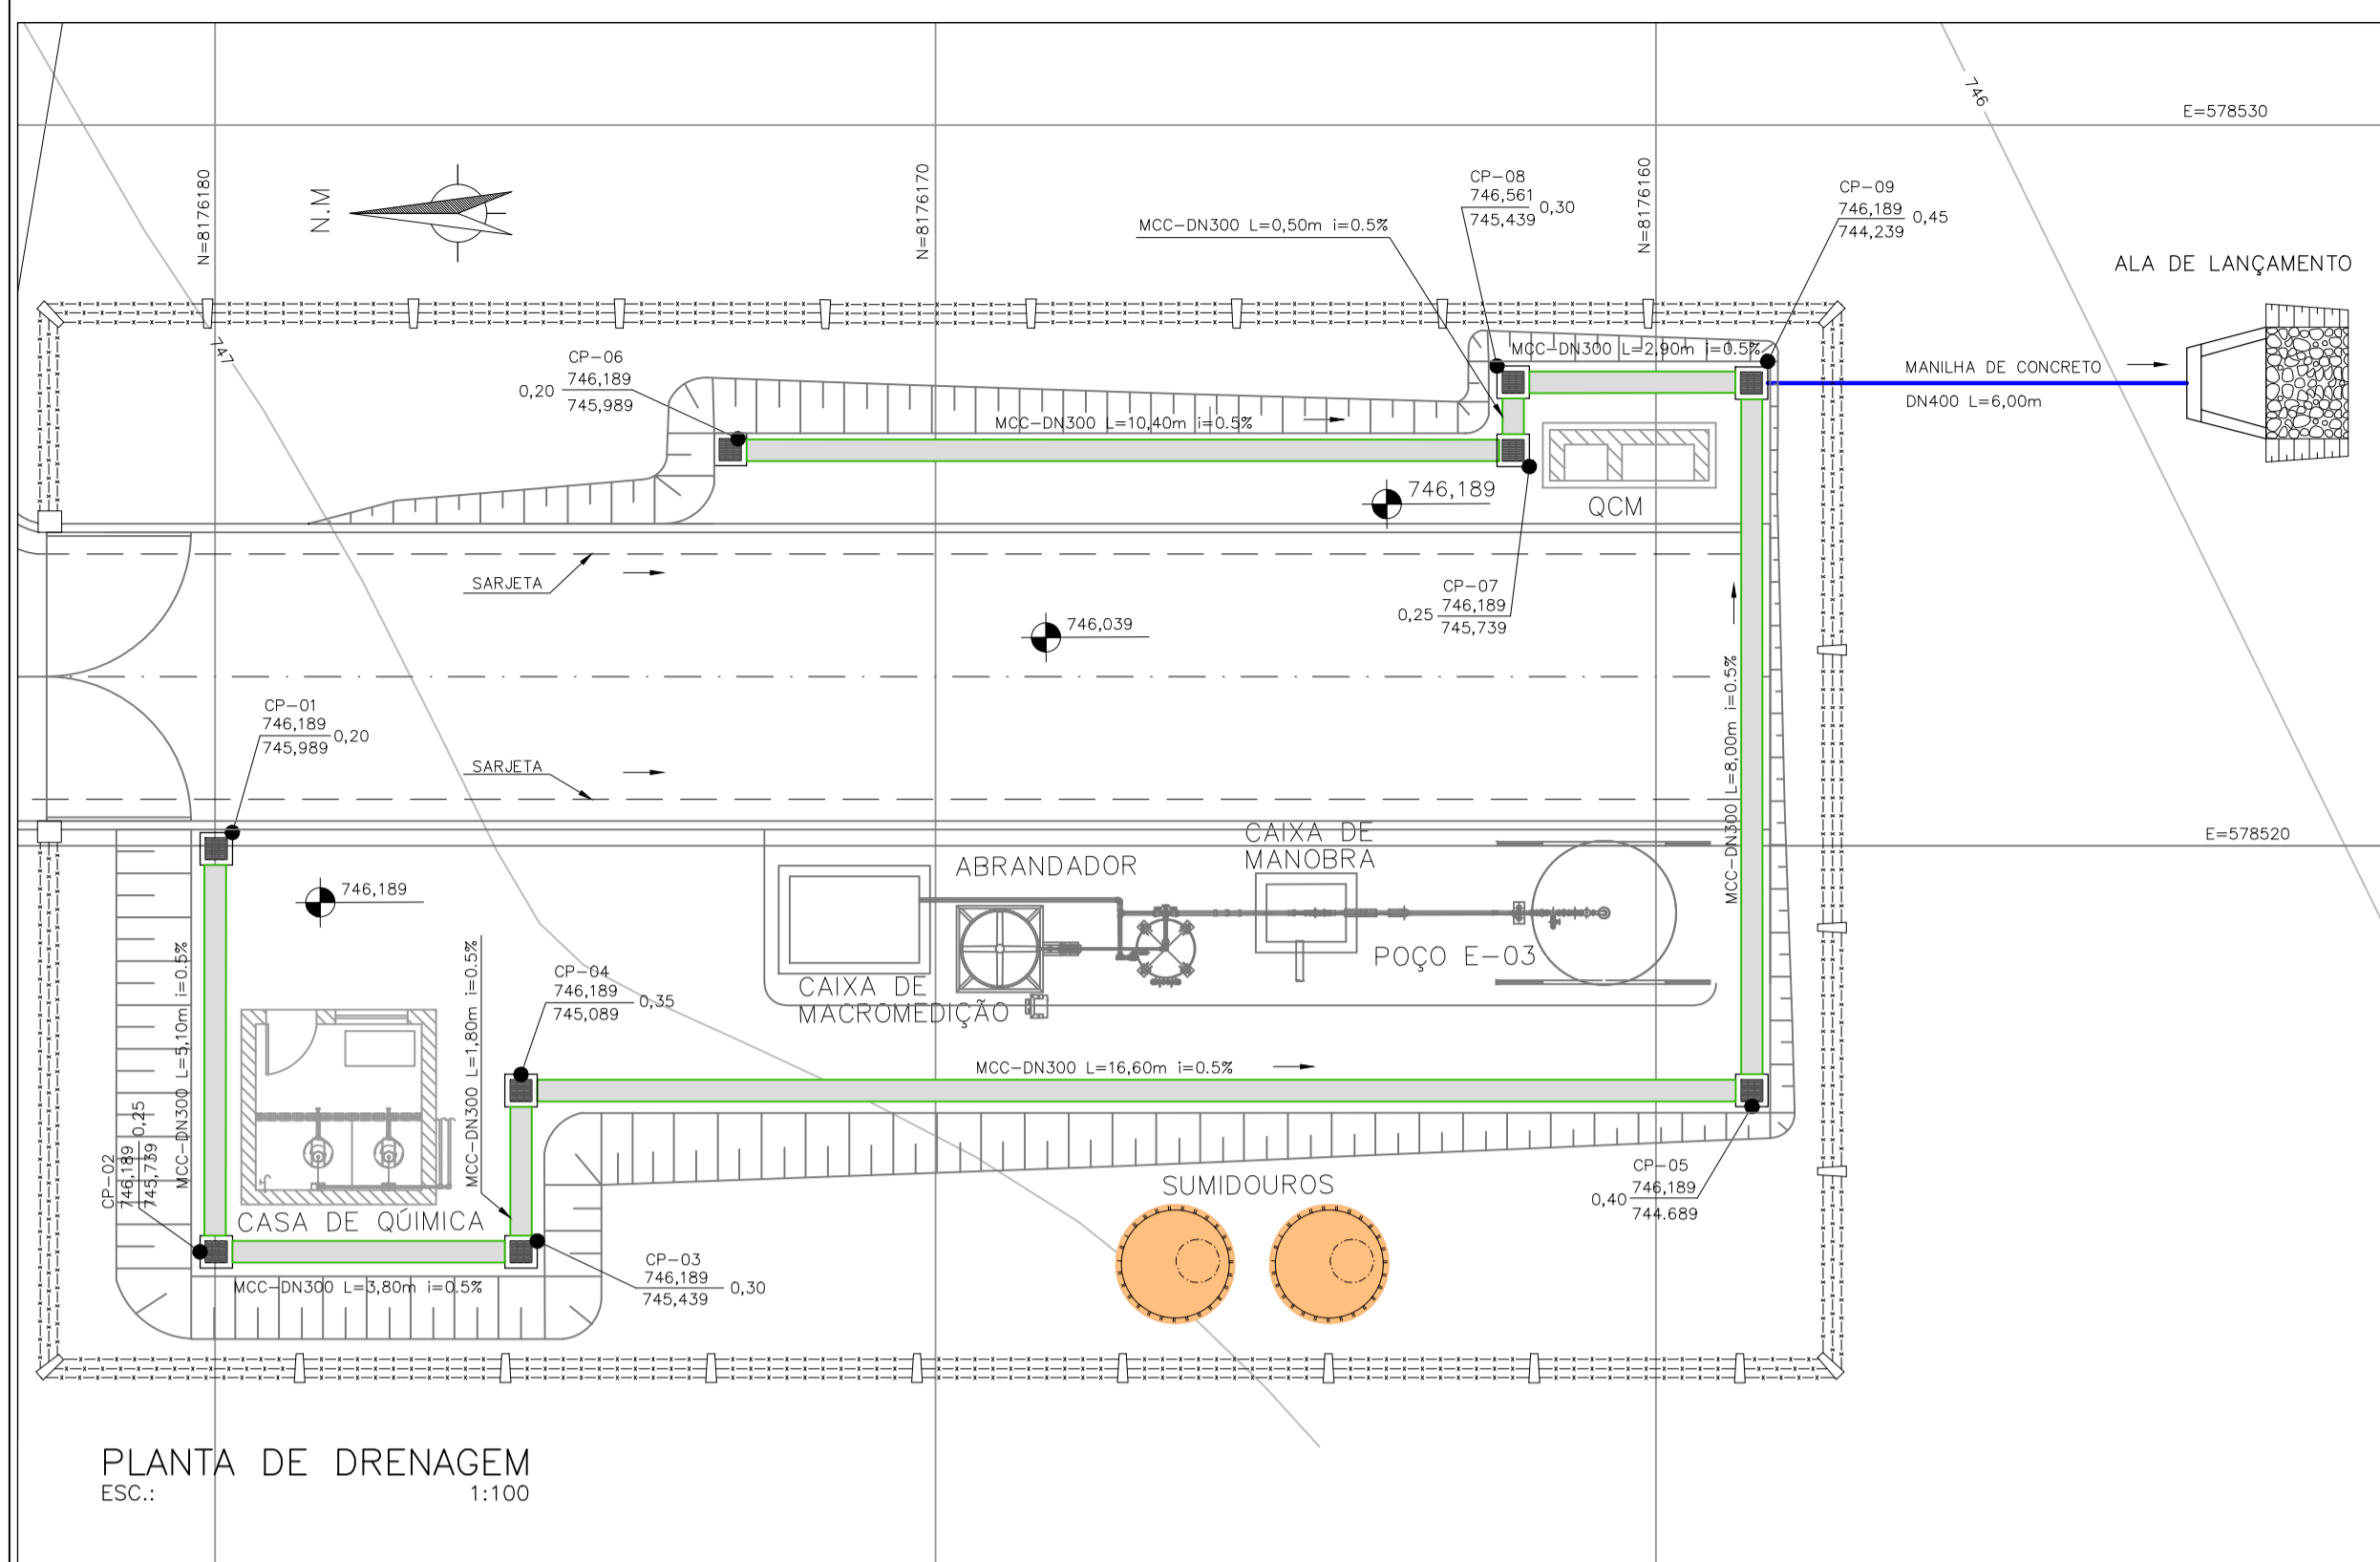 746
E=578530
N=8176180
N.M
N=8176170
N=8176160
CP-08
746,561
745,439
0,30
MCC-DN300 L=0,50m i=0.5%
CP-09
746,189
744,239
0,45
ALA DE LANÇAMENTO
747
CP-06
746,189
0,20
745,989
MCC-DN300 L=2,90m i=0.5%
MANILHA DE CONCRETO
DN400 L=6,00m
MCC-DN300 L=10,40m i=0.5%
746,189
QCM
SARJETA
CP-07
746,189
0,25
745,739
746,039
MCC-DN300 L=8,00m i=0.5%
CP-01
746,189
745,989
0,20
SARJETA
E=578520
CAIXA DE
MANOBRA
ABRANDADOR
746,189
POÇO E-03
CAIXA DE
MACROMEDIÇÃO
CP-04
746,189
745,089
0,35
MCC-DN300 L=5,10m i=0.5%
MCC-DN300 L=1,80m i=0.5%
MCC-DN300 L=16,60m i=0.5%
CP-02
746,189
745,739
0,25
CASA DE QÚIMICA
SUMIDOUROS
CP-05
746,189
0,40
744.689
CP-03
746,189
745,439
0,30
MCC-DN300 L=3,80m i=0.5%
PLANTA DE DRENAGEM
ESC.: 1:100